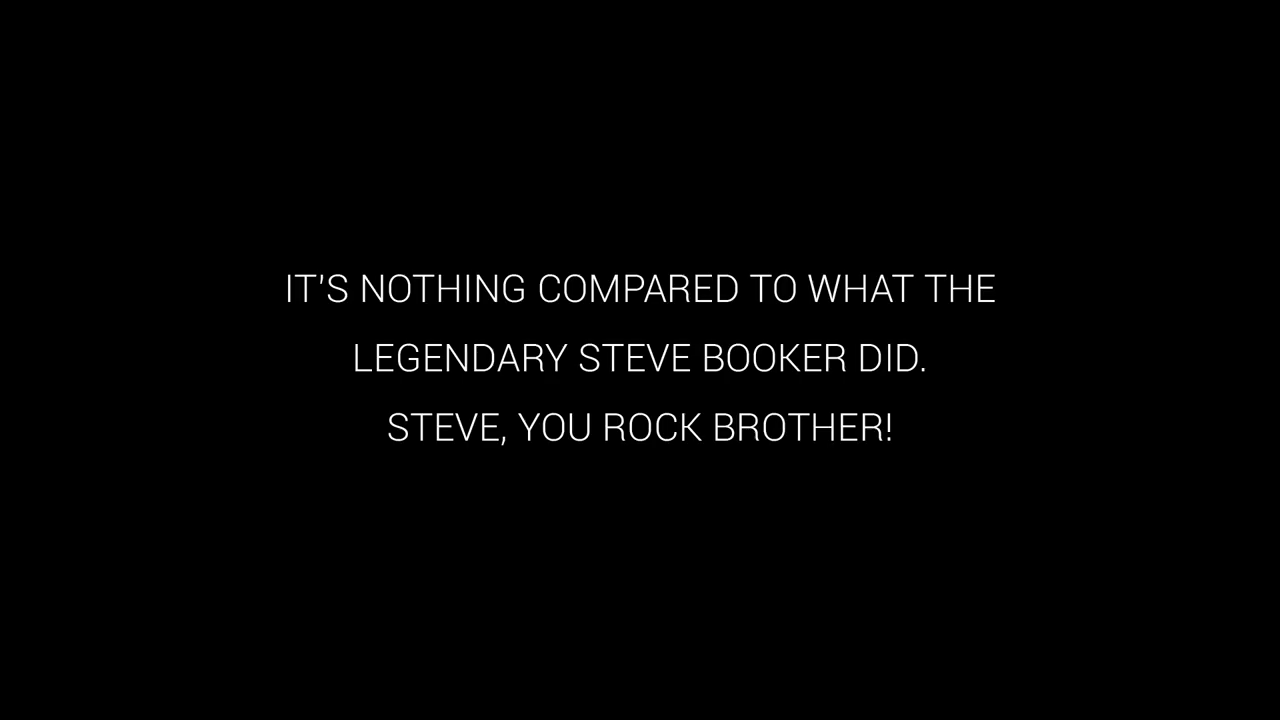 IT'S NOTHING COMPARED TO WHAT THE
LEGENDARY STEVE BOOKER DID.
STEVE, YOU ROCK BROTHER!